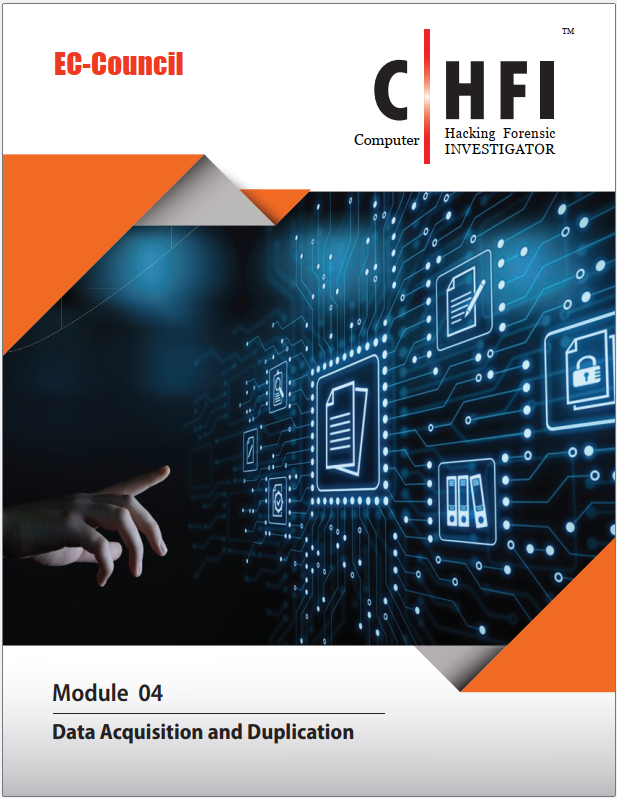 EC-Council
TM
C HFI
Computer
Hacking Forensic
INVESTIGATOR
Module 04
Data Acquisition and Duplication